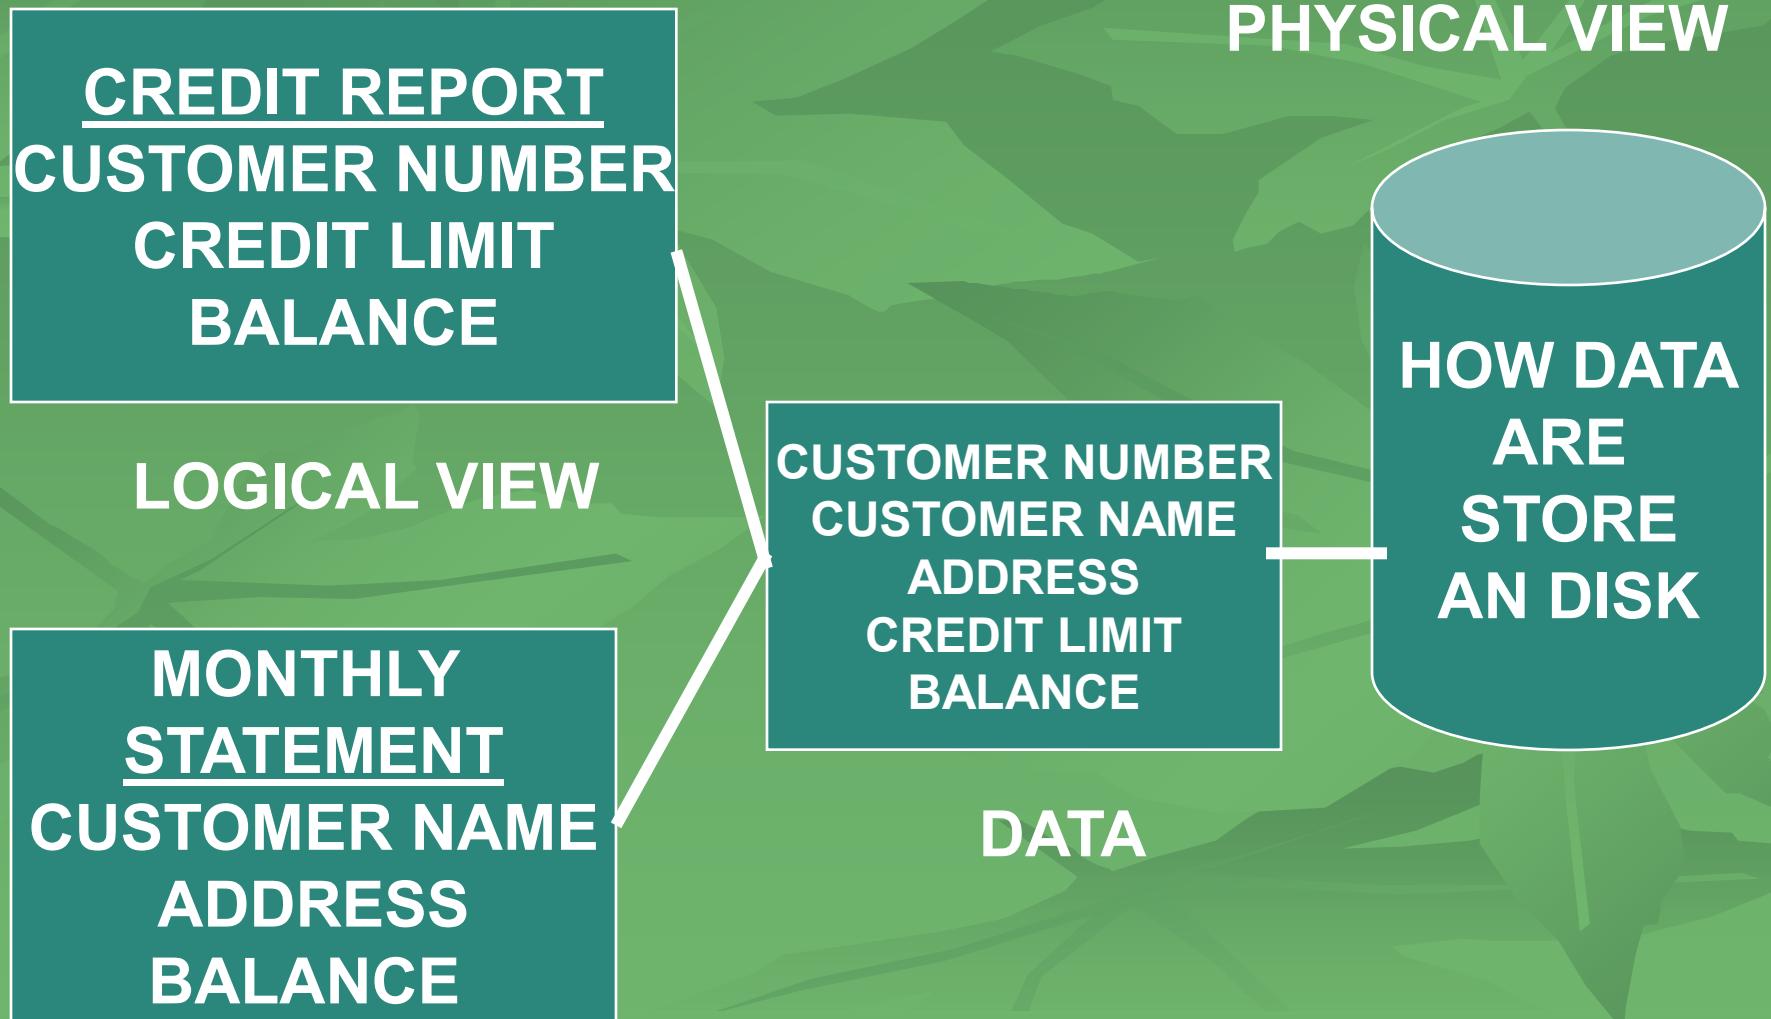 PHYSICAL VIEW
CREDIT REPORT
CUSTOMER NUMBER
CREDIT LIMIT
BALANCE
LOGICAL VIEW
MONTHLY
STATEMENT
CUSTOMER NAME
ADDRESS
BALANCE
CUSTOMER NUMBER
CUSTOMER NAME
ADDRESS
CREDIT LIMIT
BALANCE
DATA
HOW DATA
ARE
STORE
AN DISK